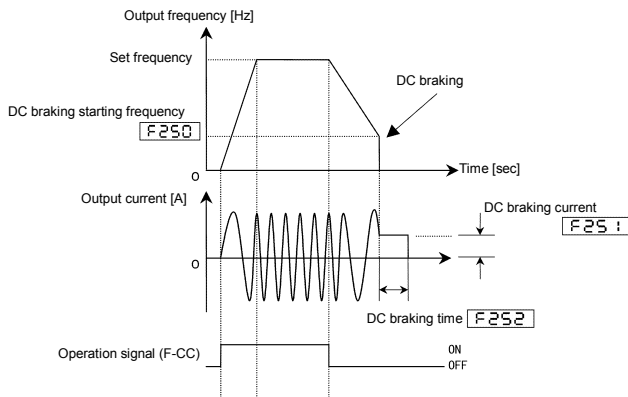 Output frequency [Hz]
Set frequency
DC braking
DC braking starting frequency
F250
0
Time [sec]
Output current [A]
DC braking current
F251
0
DC braking time F252
Operation signal (F-CC)
ON
OFF